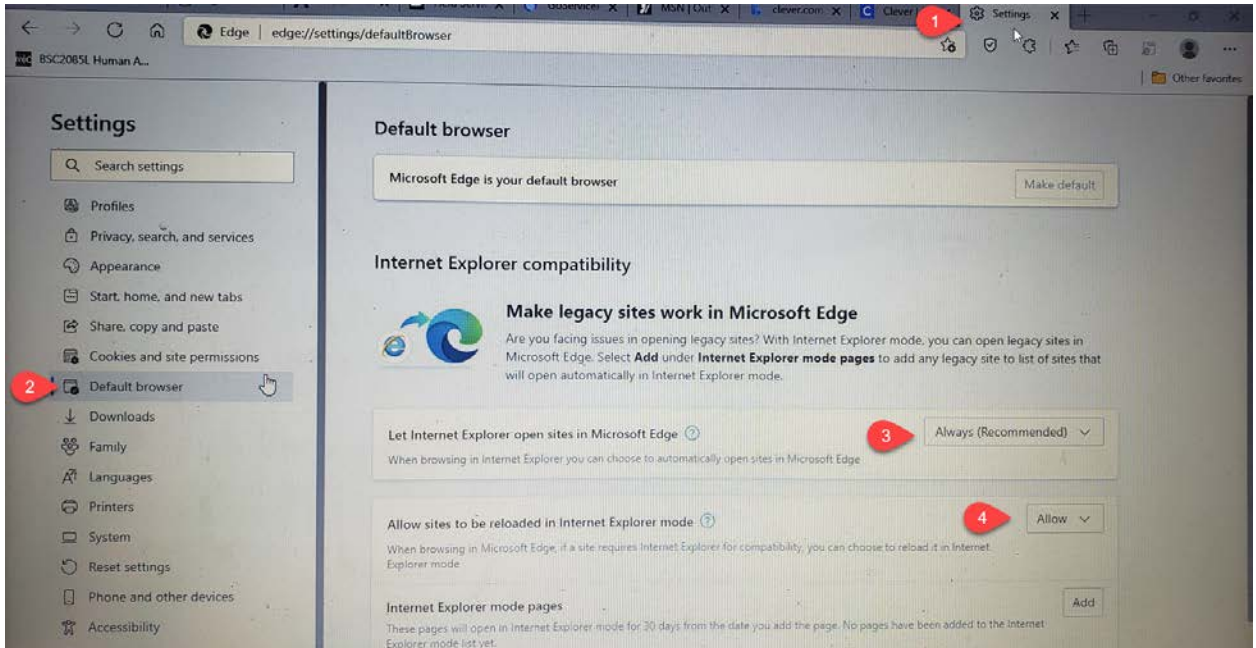 GoServicer
MSN | Out
clever.com
Clever
1
Settings
Edge edge://settings/defaultBrowser
BSC2085L Human A...
Other favorites
Settings
Search settings
Profiles
Privacy, search, and services
Appearance
Start, home, and new tabs
Share, copy and paste
Cookies and site permissions
2 Default browser
Downloads
Family
Languages
Printers
System
Reset settings
Phone and other devices
Accessibility
Default browser
Microsoft Edge is your default browser
Make default
Internet Explorer compatibility
Make legacy sites work in Microsoft Edge
Are you facing issues in opening legacy sites? With Internet Explorer mode, you can open legacy sites in
Microsoft Edge. Select Add under Internet Explorer mode pages to add any legacy site to list of sites that
will open automatically in Internet Explorer mode.
Let Internet Explorer open sites in Microsoft Edge
3 Always (Recommended)
When browsing in Internet Explorer you can choose to automatically open sites in Microsoft Edge
Allow sites to be reloaded in Internet Explorer mode
4 Allow
When browsing in Microsoft Edge, if a site requires Internet Explorer for compatibility, you can choose to reload it in Internet
Explorer mode
Internet Explorer mode pages
Add
These pages will open in Internet Explorer mode for 30 days from the date you add the page. No pages have been added to the Internet
Explorer mode list yet.